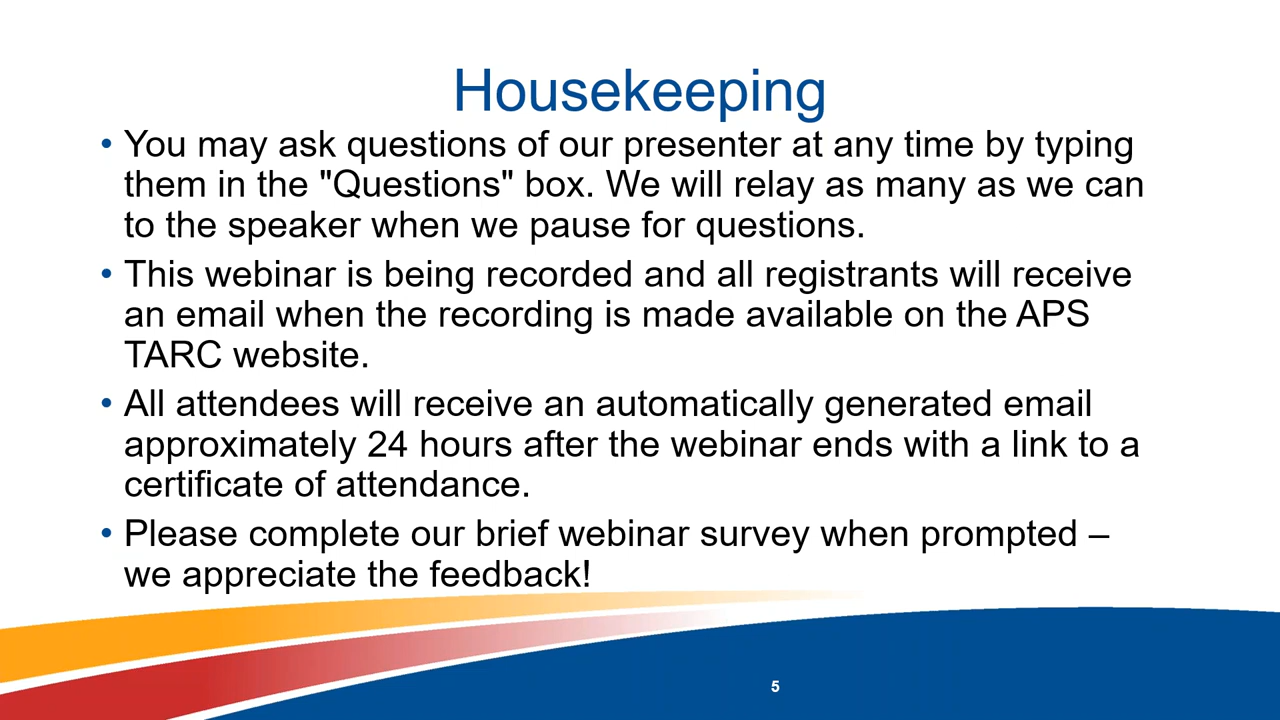 Housekeeping
• You may ask questions of our presenter at any time by typing
them in the "Questions" box. We will relay as many as we can
to the speaker when we pause for questions.
• This webinar is being recorded and all registrants will receive
an email when the recording is made available on the APS
TARC website.
• All attendees will receive an automatically generated email
approximately 24 hours after the webinar ends with a link to a
certificate of attendance.
• Please complete our brief webinar survey when prompted –
we appreciate the feedback!
5